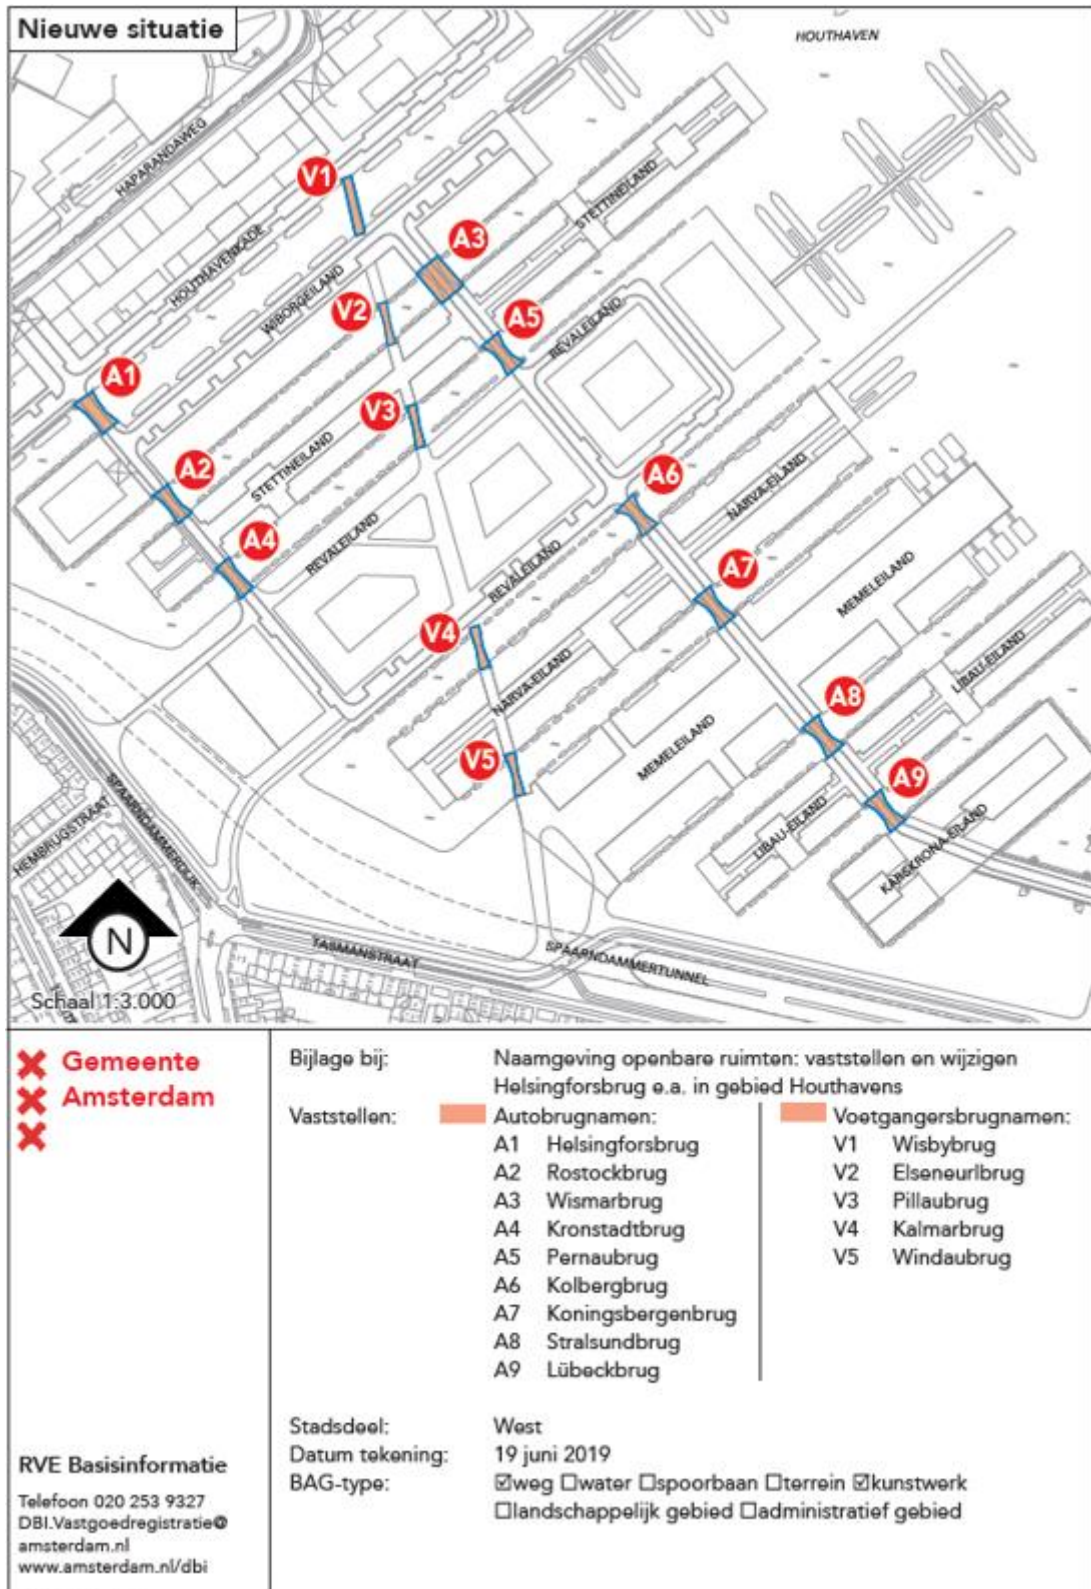 Nieuwe situatie
HOUTHAVEN
HAPARANDAWEG
V1
STETTINEILAND
A3
HOUTHAVENKADE
WIBORGEILAND
V2
A5
REVALEILAND
A1
V3
A2
STETTINEILAND
A6
NARVA-EILAND
A4
REVALEILAND
REVALEILAND
A7
MEMELEILAND
V4
NARVA-EILAND
LIBAU-EILAND
A8
MEMELEILAND
V5
A9
SPAARNDAMMERDIJK
HEMBRUGSTRAAT
LIBAU-EILAND
KARLSKRONA-EILAND
N
TASMANSTRAAT
SPAARNDAMMERTUNNEL
Schaal 1:3.000
Gemeente
Amsterdam
Bijlage bij: Naamgeving openbare ruimten: vaststellen en wijzigen
Helsingforsbrug e.a. in gebied Houthavens
Vaststellen: Autobrugnamen:
A1 Helsingforsbrug
A2 Rostockbrug
A3 Wismarbrug
A4 Kronstadtbrug
A5 Pernaubrug
A6 Kolbergbrug
A7 Koningsbergenbrug
A8 Stralsundbrug
A9 Lübeckbrug
Voetgangersbrugnamen:
V1 Wisbybrug
V2 Elseneurlbrug
V3 Pillaubrug
V4 Kalmarbrug
V5 Windaubrug
Stadsdeel: West
Datum tekening: 19 juni 2019
BAG-type: ☑weg ☐water ☐spoorbaan ☐terrein ☑kunstwerk
☐landschappelijk gebied ☐administratief gebied
RVE Basisinformatie
Telefoon 020 253 9327
DBI.Vastgoedregistratie@
amsterdam.nl
www.amsterdam.nl/dbi